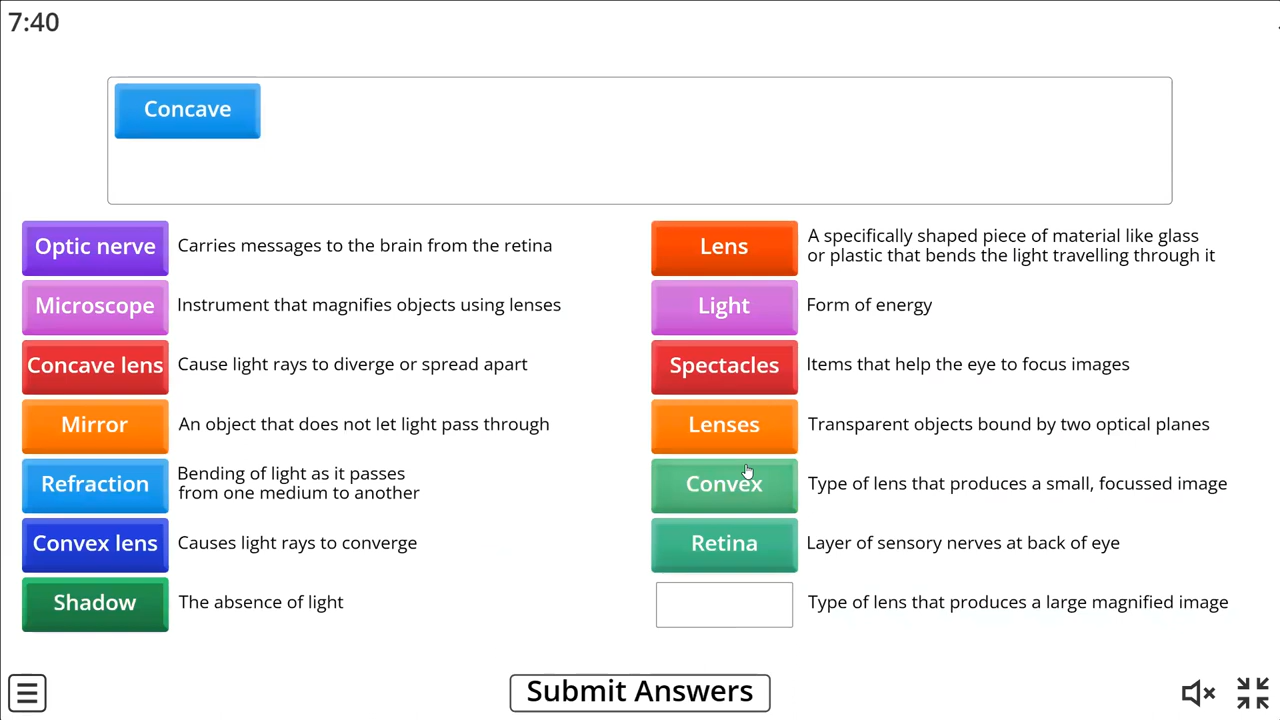 7:40
Concave
Optic nerve
Carries messages to the brain from the retina
Microscope
Instrument that magnifies objects using lenses
Concave lens
Cause light rays to diverge or spread apart
Mirror
An object that does not let light pass through
Refraction
Bending of light as it passes
from one medium to another
Convex lens
Causes light rays to converge
Shadow
The absence of light
Lens
A specifically shaped piece of material like glass
or plastic that bends the light travelling through it
Light
Form of energy
Spectacles
Items that help the eye to focus images
Lenses
Transparent objects bound by two optical planes
Convex
Type of lens that produces a small, focussed image
Retina
Layer of sensory nerves at back of eye
Type of lens that produces a large magnified image
Submit Answers